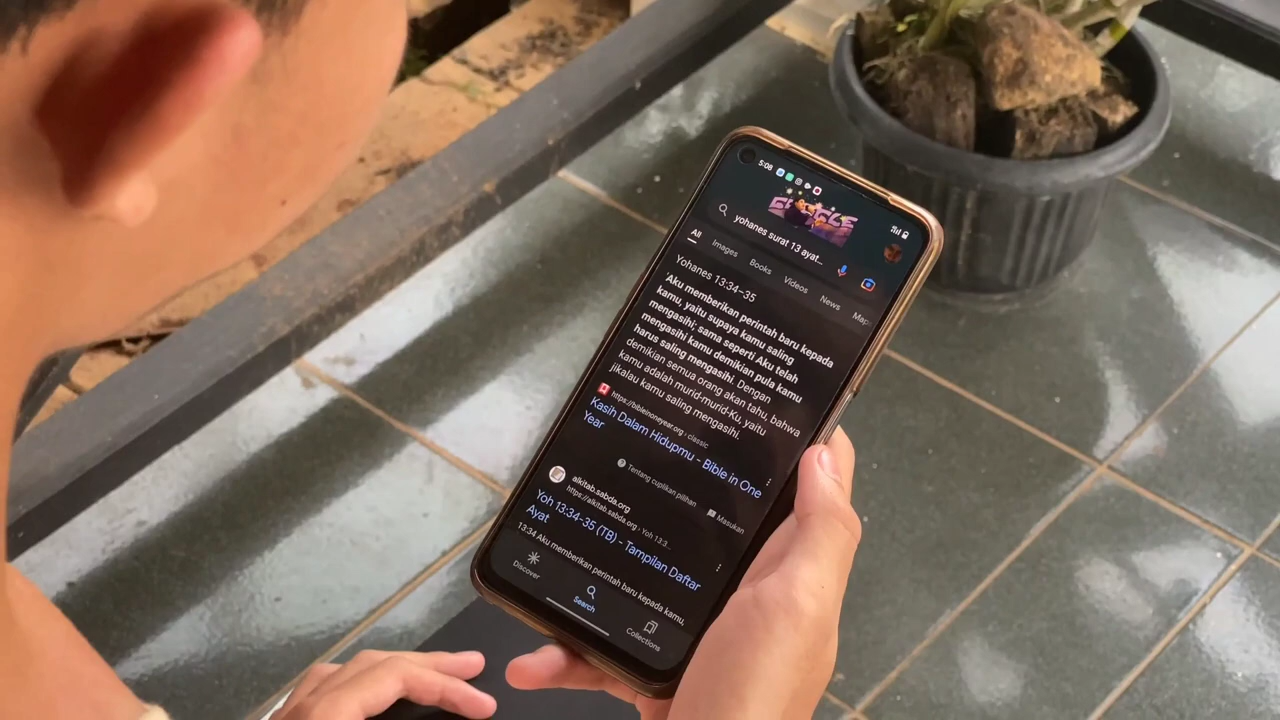 5:08
GOOGLE
yohanes surat 13 ayat...
All Images Books Videos News Map
Yohanes 13:34-35
"Aku memberikan perintah baru kepada
kamu, yaitu supaya kamu saling
mengasihi; sama seperti Aku telah
mengasihi kamu demikian pula kamu
harus saling mengasihi. Dengan
demikian semua orang akan tahu, bahwa
kamu adalah murid-murid-Ku, yaitu
jikalau kamu saling mengasihi.
https://bibleinoneyear.org › classic
Kasih Dalam Hidupmu - Bible in One
Year
Tentang cuplikan pilihan
Masukan
alkitab.sabda.org
https://alkitab.sabda.org › Yoh 13:3...
Yoh 13:34-35 (TB) - Tampilan Daftar
Ayat
13:34 Aku memberikan perintah baru kepada kamu,
Discover Search Collections